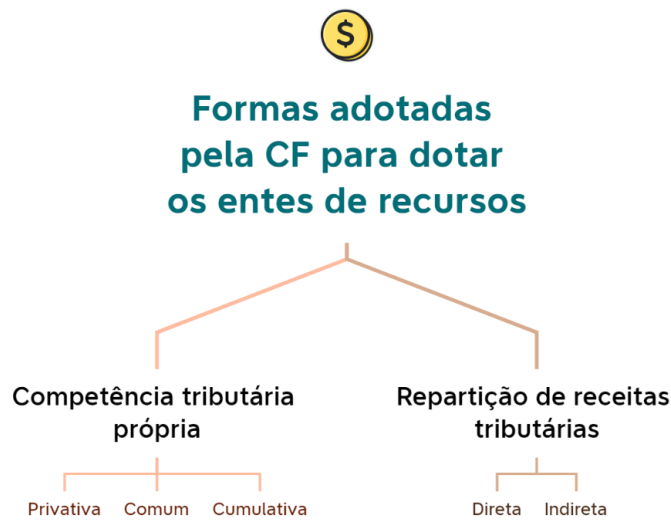 $
Formas adotadas
pela CF para dotar
os entes de recursos
Competência tributária
própria
Privativa Comum Cumulativa
Repartição de receitas
tributárias
Direta Indireta